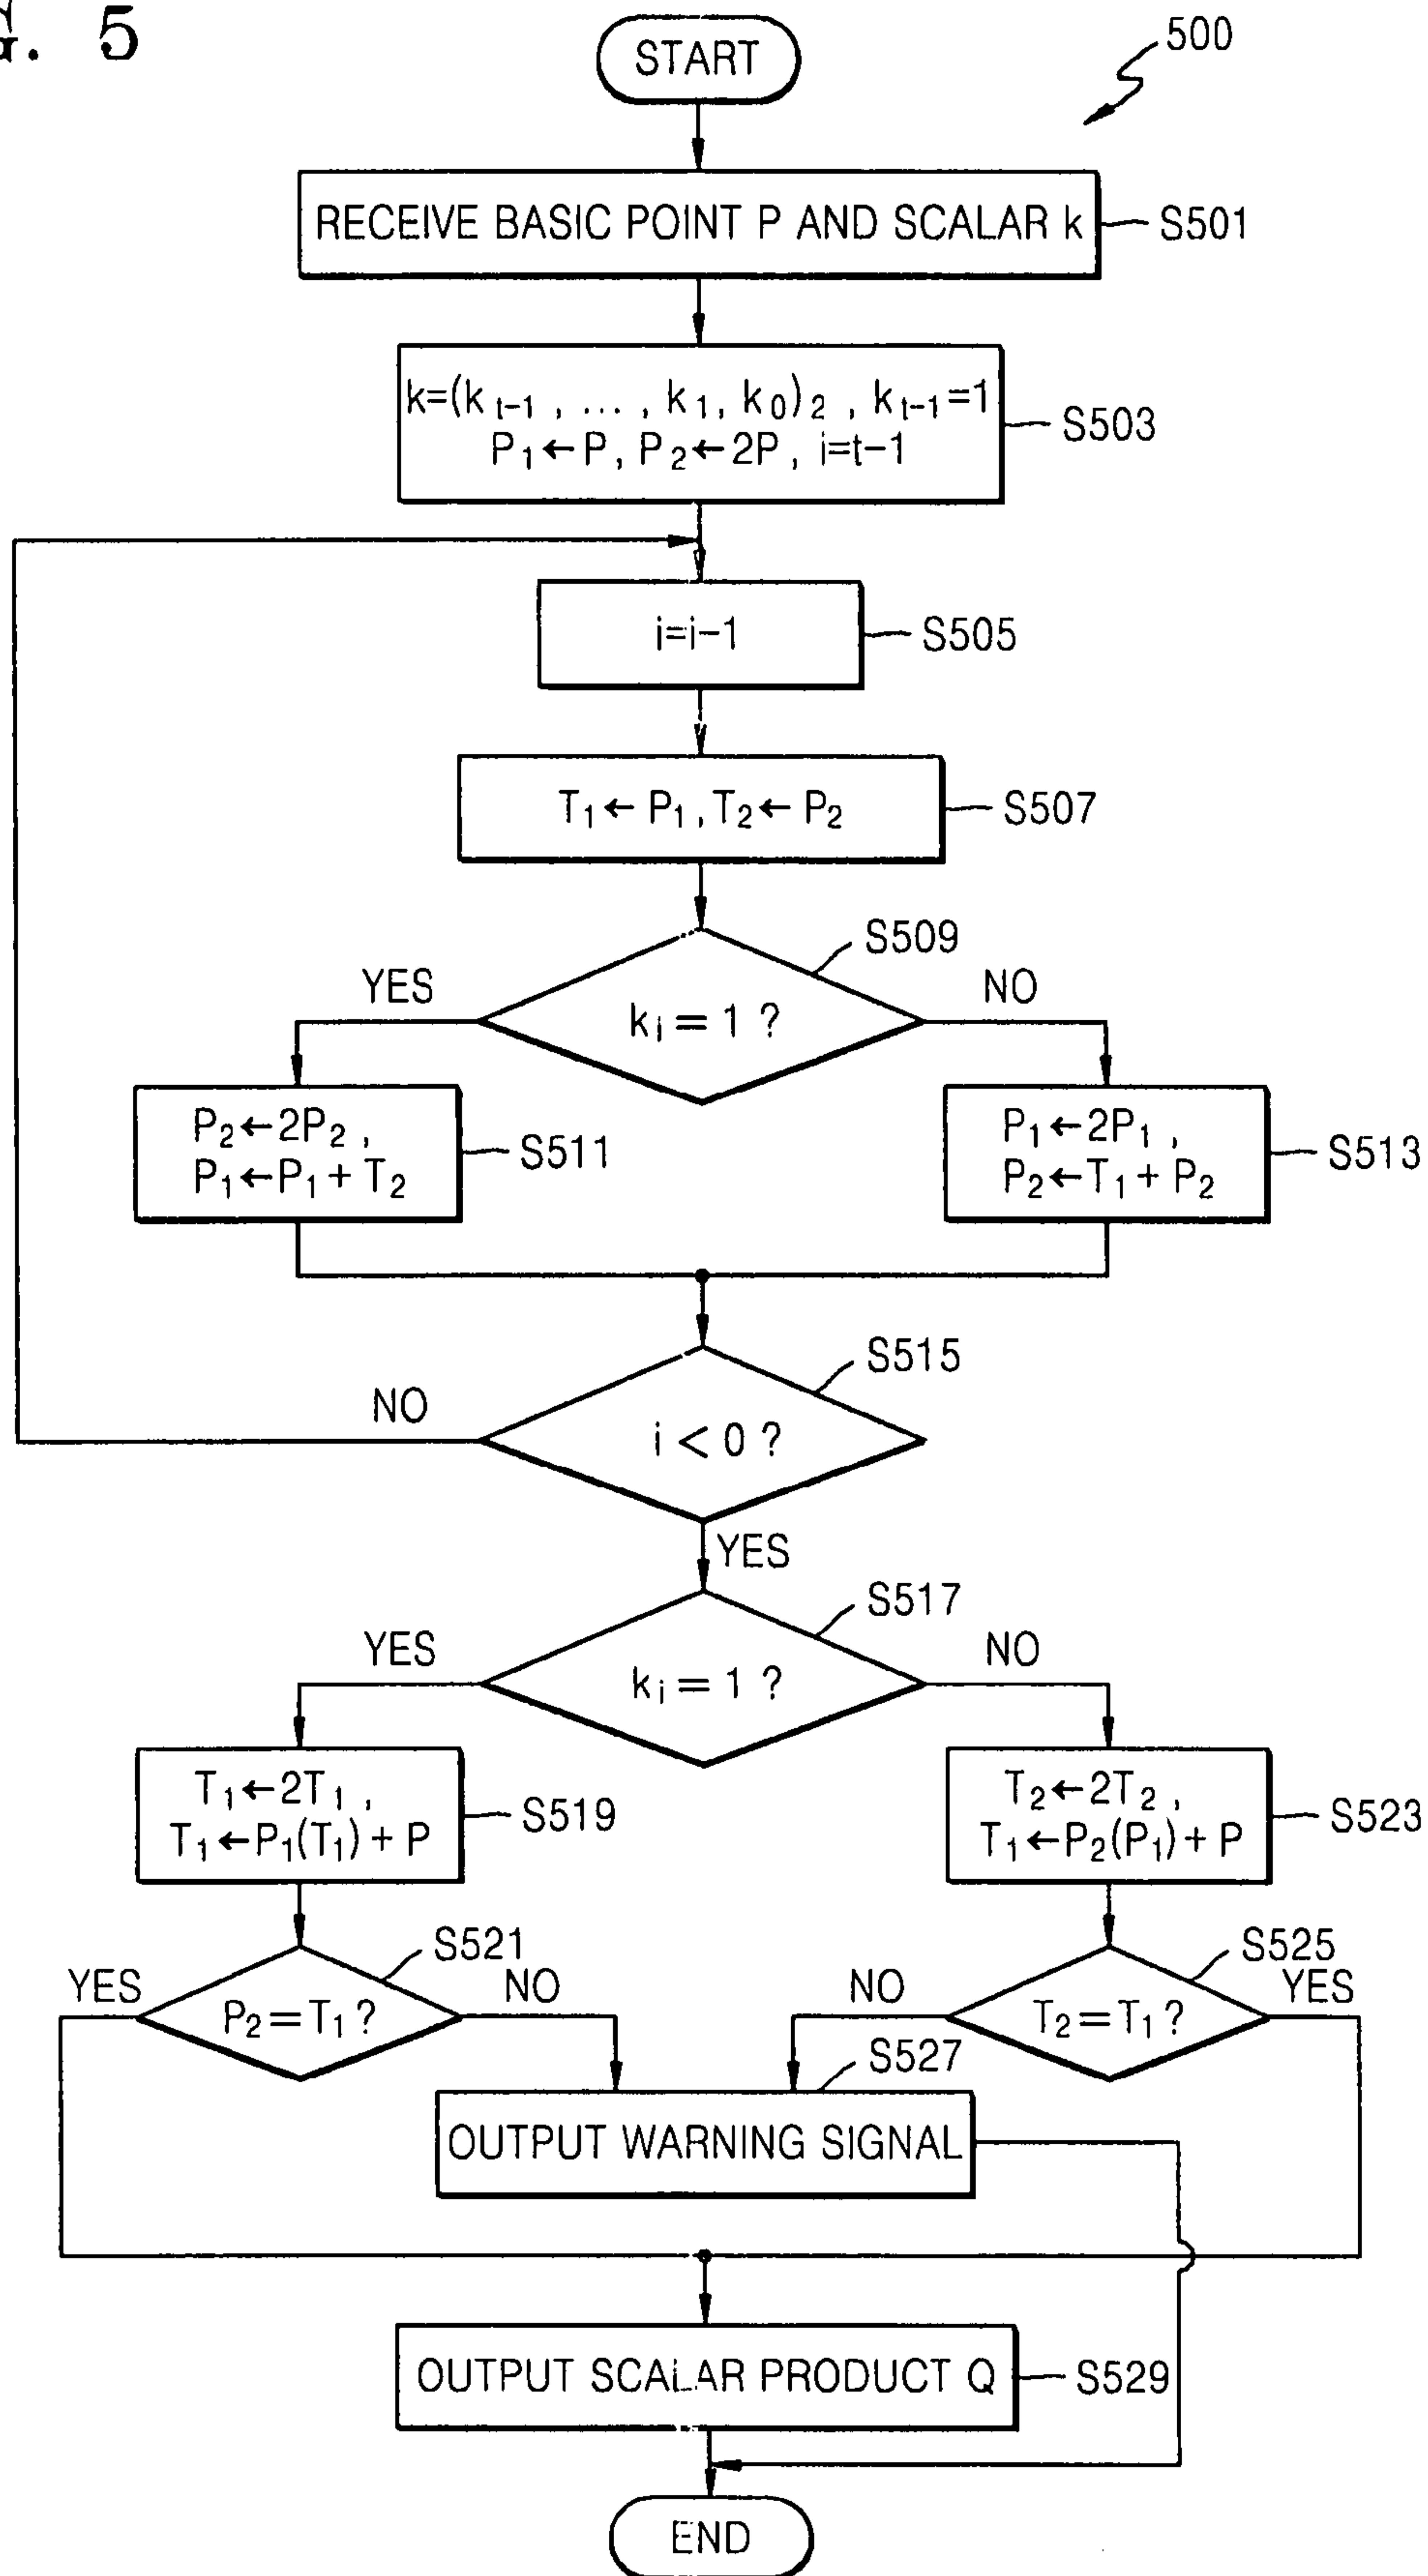 G. 5
500
START
RECEIVE BASIC POINT P AND SCALAR k
S501
k=(k t-1 , ... , k 1, k 0) 2 , k t-1=1
P 1 ← P, P 2 ← 2P, i=t-1
S503
i=i-1
S505
T1 ← P1, T2 ← P2
S507
S509
YES
NO
ki = 1 ?
P2 ← 2P2 ,
P1 ← P1 + T2
S511
P1 ← 2P1 ,
P2 ← T1 + P2
S513
S515
NO
i < 0 ?
YES
S517
YES
NO
ki = 1 ?
T1 ← 2T1 ,
T1 ← P1(T1) + P
S519
T2 ← 2T2 ,
T1 ← P2(P1) + P
S523
S521
YES
NO
P2 = T1 ?
S525
NO
YES
T2 = T1 ?
S527
OUTPUT WARNING SIGNAL
OUTPUT SCALAR PRODUCT Q
S529
END